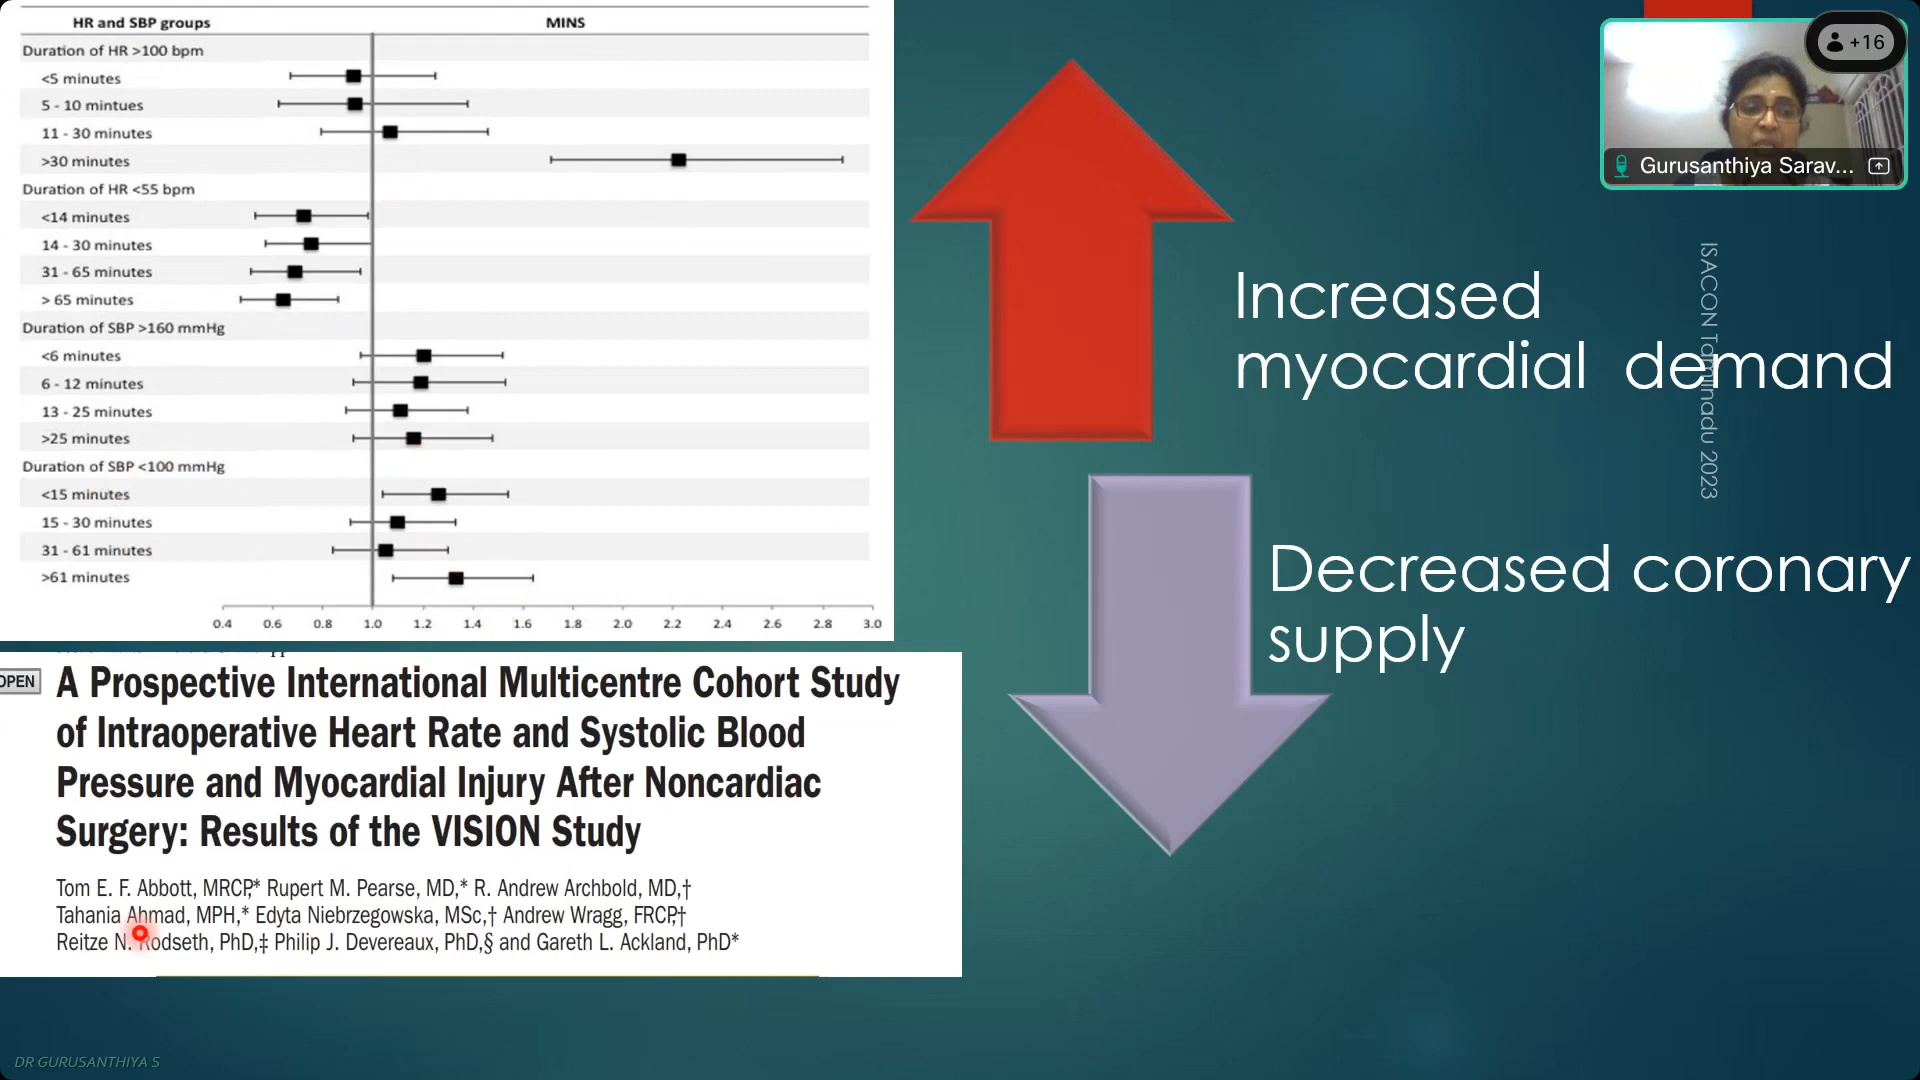 HR and SBP groups MINS
Duration of HR >100 bpm
<5 minutes
5 - 10 mintues
11 - 30 minutes
>30 minutes
Duration of HR <55 bpm
<14 minutes
14 - 30 minutes
31 - 65 minutes
> 65 minutes
Duration of SBP >160 mmHg
<6 minutes
6 - 12 minutes
13 - 25 minutes
>25 minutes
Duration of SBP <100 mmHg
<15 minutes
15 - 30 minutes
31 - 61 minutes
>61 minutes
0.4 0.6 0.8 1.0 1.2 1.4 1.6 1.8 2.0 2.2 2.4 2.6 2.8 3.0
OPEN
A Prospective International Multicentre Cohort Study
of Intraoperative Heart Rate and Systolic Blood
Pressure and Myocardial Injury After Noncardiac
Surgery: Results of the VISION Study
Tom E. F. Abbott, MRCP,* Rupert M. Pearse, MD,* R. Andrew Archbold, MD,†
Tahania Ahmad, MPH,* Edyta Niebrzegowska, MSc,† Andrew Wragg, FRCP,†
Reitze N. Rodseth, PhD,‡ Philip J. Devereaux, PhD,§ and Gareth L. Ackland, PhD*
Increased
myocardial demand
Decreased coronary
supply
+16
Gurusanthiya Sarav...
ISACON Tamilnadu 2023
DR GURUSANTHIYA S